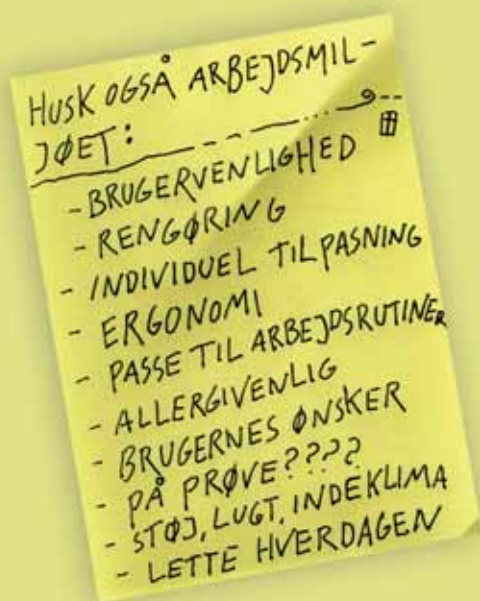 HUSK OGSÅ ARBEJDSMIL-
JØET:
- BRUGERVENLIGHED
- RENGØRING
- INDIVIDUEL TILPASNING
- ERGONOMI
- PASSE TIL ARBEJDSRUTINER
- ALLERGIVENLIG
- BRUGERNES ØNSKER
- PÅ PRØVE????
- STØJ, LUGT, INDEKLIMA
- LETTE HVERDAGEN